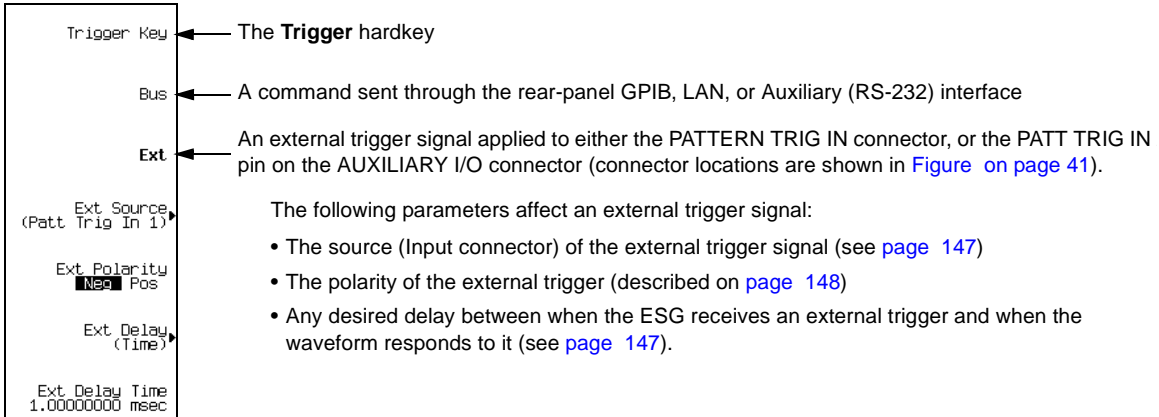 Trigger Key
The Trigger hardkey
Bus
A command sent through the rear-panel GPIB, LAN, or Auxiliary (RS-232) interface
Ext
An external trigger signal applied to either the PATTERN TRIG IN connector, or the PATT TRIG IN
pin on the AUXILIARY I/O connector (connector locations are shown in Figure on page 41).
Ext Source
(Patt Trig In 1)
The following parameters affect an external trigger signal:
• The source (Input connector) of the external trigger signal (see page 147)
Ext Polarity
Neg Pos
• The polarity of the external trigger (described on page 148)
• Any desired delay between when the ESG receives an external trigger and when the
waveform responds to it (see page 147).
Ext Delay
(Time)
Ext Delay Time
1.00000000 msec